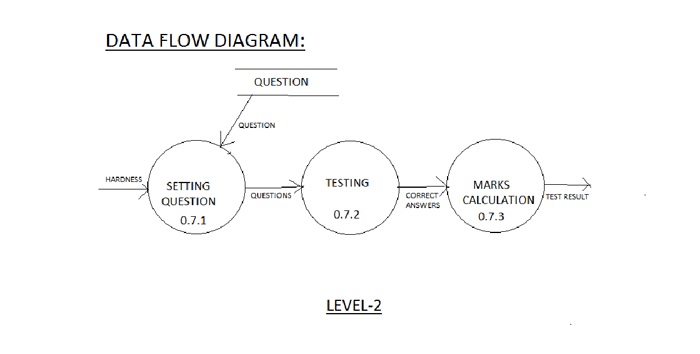 DATA FLOW DIAGRAM:
QUESTION
QUESTION
HARDNESS
SETTING
QUESTION
0.7.1
QUESTIONS
TESTING
0.7.2
CORRECT
ANSWERS
MARKS
CALCULATION
0.7.3
TEST RESULT
LEVEL-2